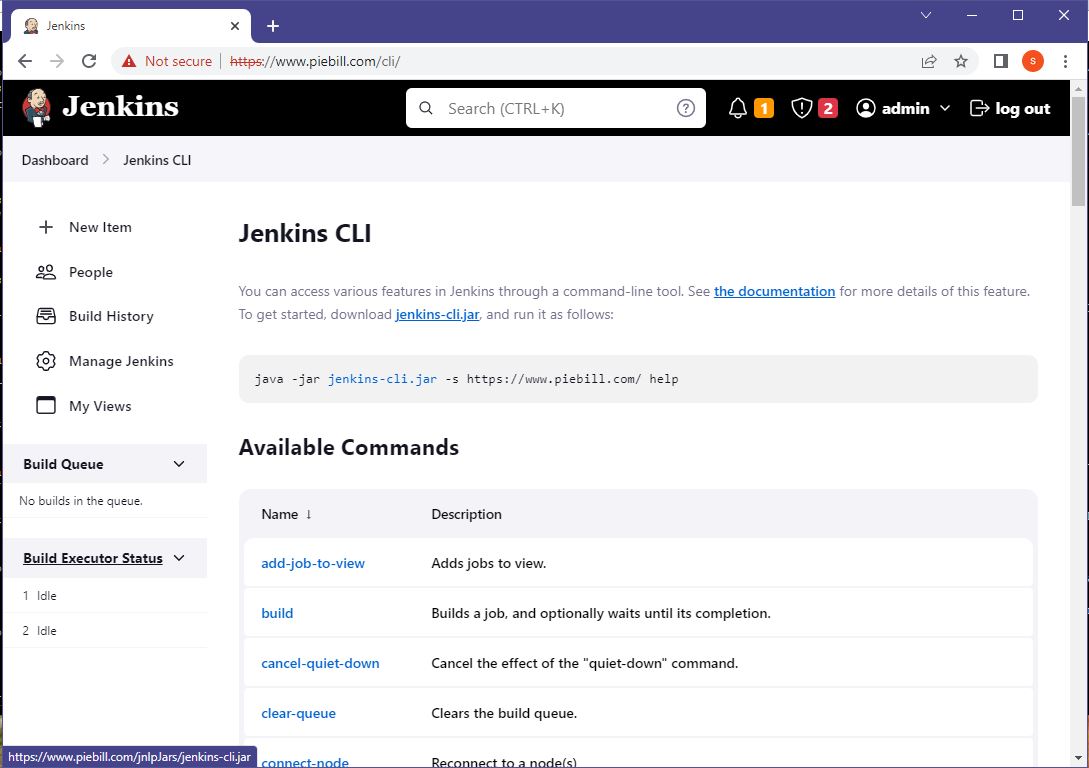 Jenkins
Not secure https://www.piebill.com/cli/ S
Jenkins Search (CTRL+K) 1 2 admin log out
Dashboard Jenkins CLI
New Item
People
Build History
Manage Jenkins
My Views
Build Queue
No builds in the queue.
Build Executor Status
1 Idle
2 Idle
Jenkins CLI
You can access various features in Jenkins through a command-line tool. See the documentation for more details of this feature.
To get started, download jenkins-cli.jar, and run it as follows:
java -jar jenkins-cli.jar -s https://www.piebill.com/ help
Available Commands
Name ↓ Description
add-job-to-view Adds jobs to view.
build Builds a job, and optionally waits until its completion.
cancel-quiet-down Cancel the effect of the "quiet-down" command.
clear-queue Clears the build queue.
connect-node Reconnect to a node(s)
https://www.piebill.com/jnlpJars/jenkins-cli.jar